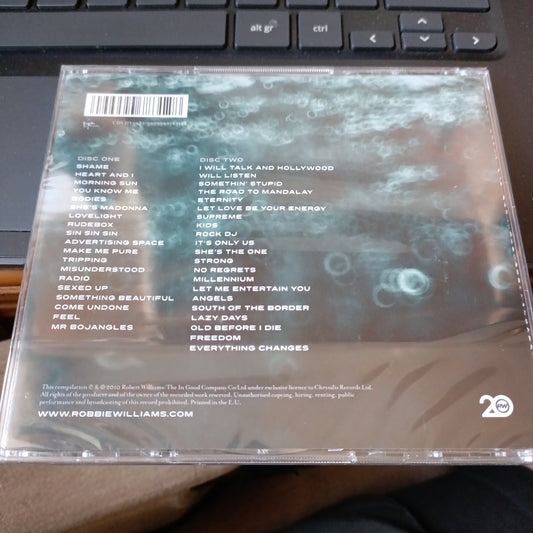 alt gr
ctrl
DISC ONE
SHAME
HEART AND I
MORNING SUN
YOU KNOW ME
BODIES
SHE'S MADONNA
LOVELIGHT
RUDEBOX
SIN SIN SIN
ADVERTISING SPACE
MAKE ME PURE
TRIPPING
MISUNDERSTOOD
RADIO
SEXED UP
SOMETHING BEAUTIFUL
COME UNDONE
FEEL
MR BOJANGLES
DISC TWO
I WILL TALK AND HOLLYWOOD
WILL LISTEN
SOMETHIN' STUPID
THE ROAD TO MANDALAY
ETERNITY
LET LOVE BE YOUR ENERGY
SUPREME
KIDS
ROCK DJ
IT'S ONLY US
SHE'S THE ONE
STRONG
NO REGRETS
MILLENNIUM
LET ME ENTERTAIN YOU
ANGELS
SOUTH OF THE BORDER
LAZY DAYS
OLD BEFORE I DIE
FREEDOM
EVERYTHING CHANGES
This compilation ℗ & © 2010 Robert Williams/The In Good Company Co Ltd under exclusive licence to Chrysalis Records Ltd.
All rights of the producer and of the owner of the recorded work reserved. Unauthorised copying, hiring, renting, public
performance and broadcasting of this record prohibited. Printed in the E.U.
WWW.ROBBIEWILLIAMS.COM
20
RW